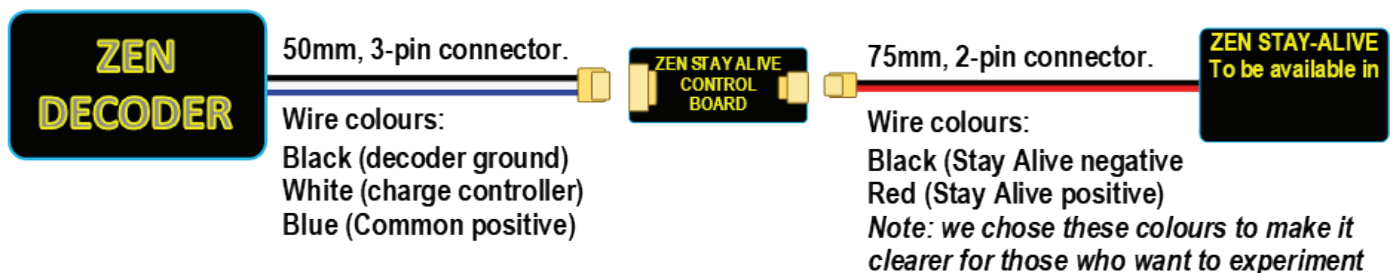 ZEN
DECODER
50mm, 3-pin connector.
Wire colours:
Black (decoder ground)
White (charge controller)
Blue (Common positive)
ZEN STAY ALIVE
CONTROL
BOARD
75mm, 2-pin connector.
Wire colours:
Black (Stay Alive negative
Red (Stay Alive positive)
Note: we chose these colours to make it
clearer for those who want to experiment
ZEN STAY-ALIVE
To be available in